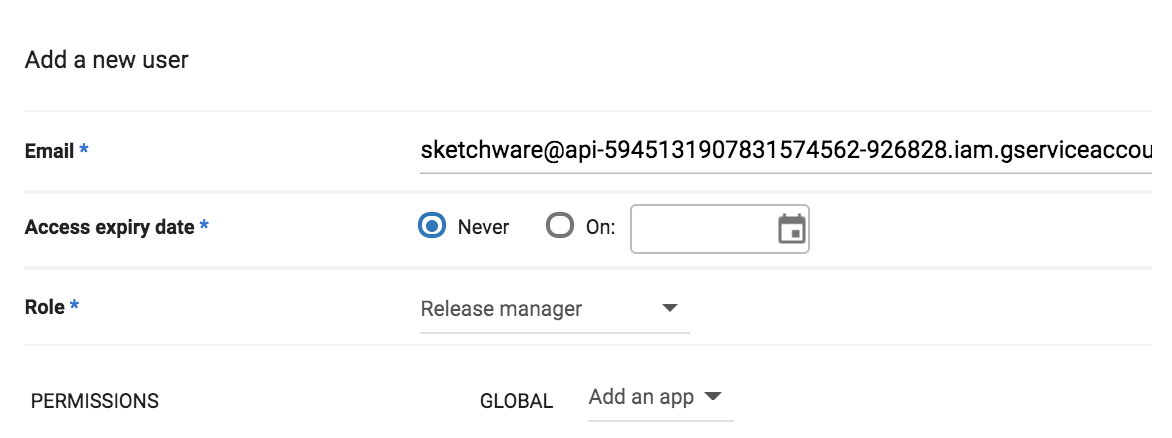 Add a new user
Email * sketchware@api-5945131907831574562-926828.iam.gserviceaccou
Access expiry date * Never On:
Role * Release manager
PERMISSIONS GLOBAL Add an app